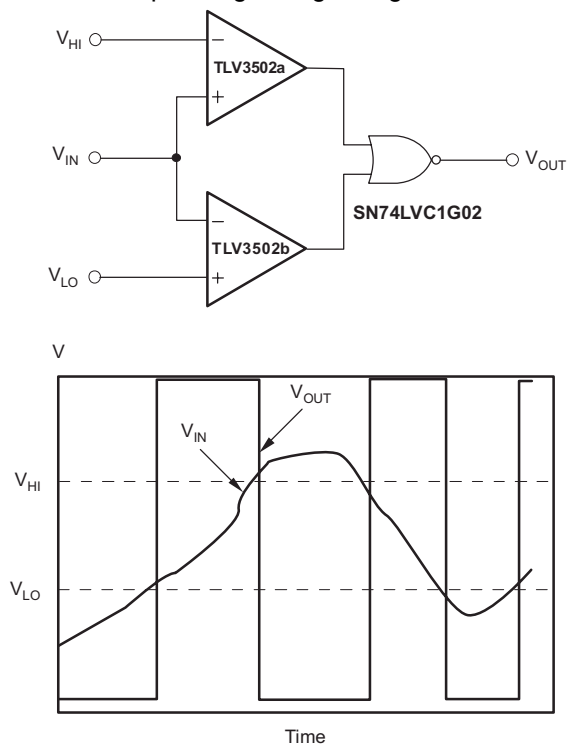 V_HI
TLV3502a
V_IN
V_OUT
SN74LVC1G02
TLV3502b
V_LO
V
V_OUT
V_IN
V_HI
V_LO
Time